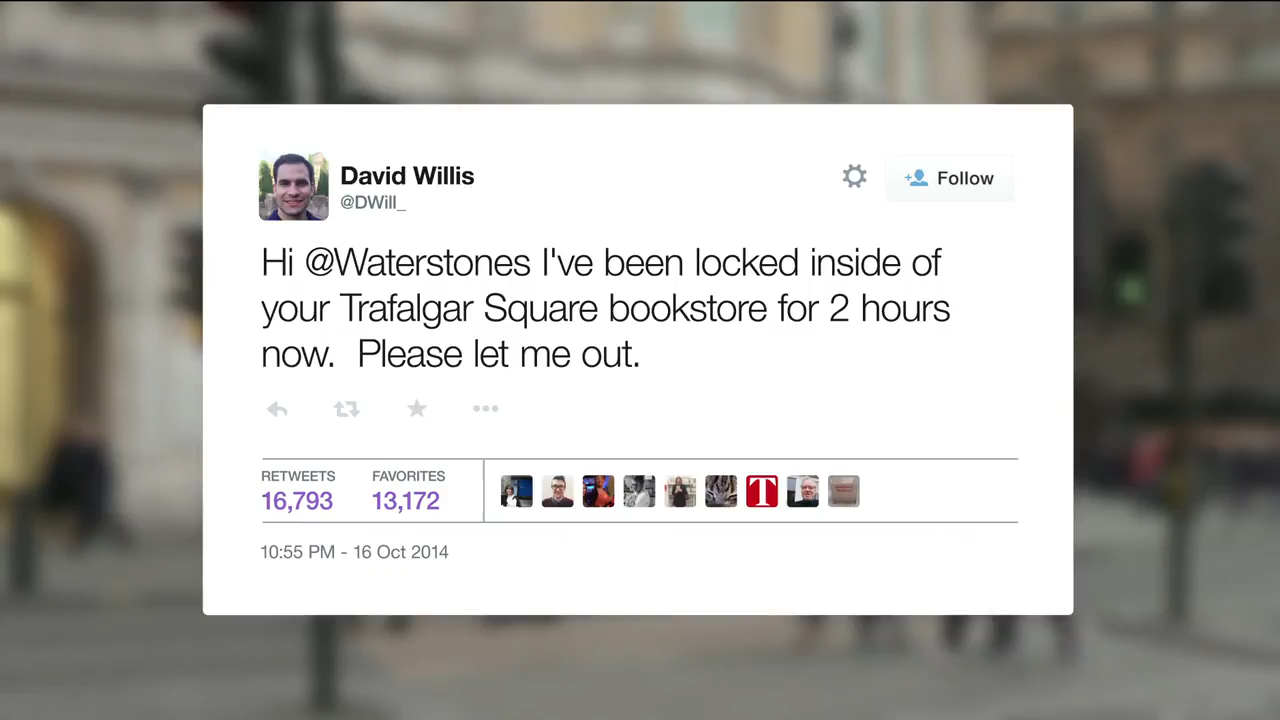 David Willis
@DWill_
Follow
Hi @Waterstones I've been locked inside of
your Trafalgar Square bookstore for 2 hours
now.  Please let me out.
RETWEETS FAVORITES
16,793 13,172
T
10:55 PM - 16 Oct 2014